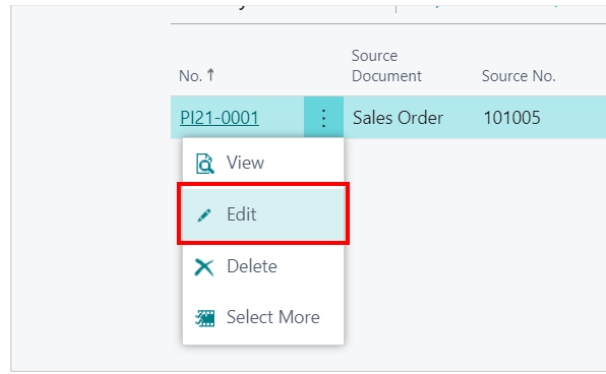 No. ↑
Source
Document
Source No.
PI21-0001
Sales Order
101005
View
Edit
Delete
Select More